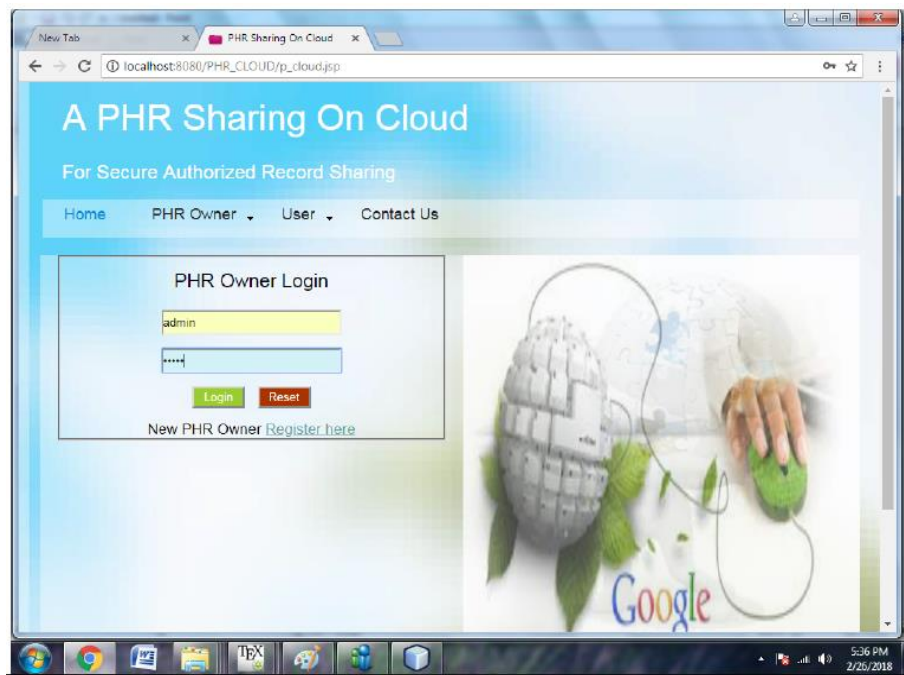 New Tab
PHR Sharing On Cloud
localhost:8080/PHR_CLOUD/p_cloud.jsp
A PHR Sharing On Cloud
For Secure Authorized Record Sharing
Home PHR Owner User Contact Us
PHR Owner Login
admin
•••••
Login Reset
New PHR Owner Register here
Google
TEX
5:36 PM
2/26/2018